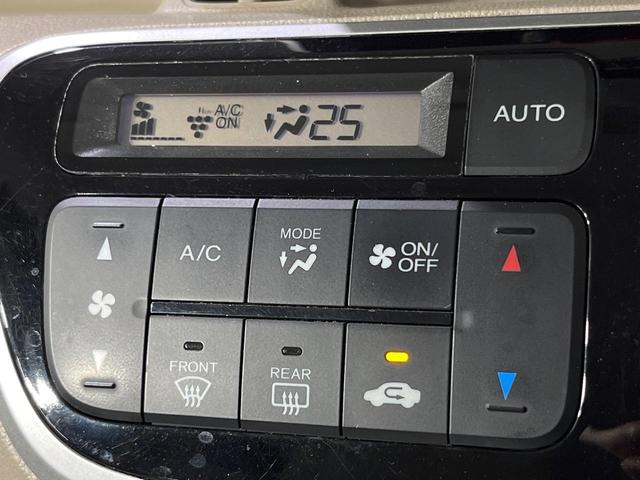 A/C
ON
25
AUTO
A/C
MODE
ON/
OFF
FRONT
REAR